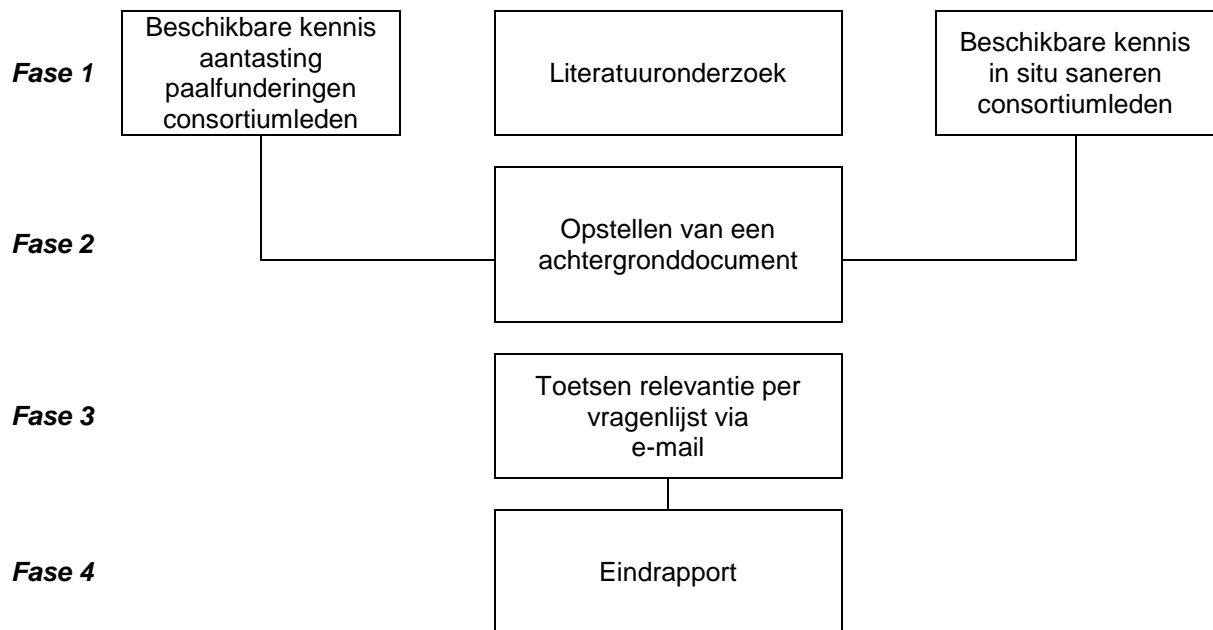 Fase 1
Beschikbare kennis
aantasting
paalfunderingen
consortiumleden
Literatuuronderzoek
Beschikbare kennis
in situ saneren
consortiumleden
Fase 2
Opstellen van een
achtergronddocument
Fase 3
Toetsen relevantie per
vragenlijst via
e-mail
Fase 4
Eindrapport